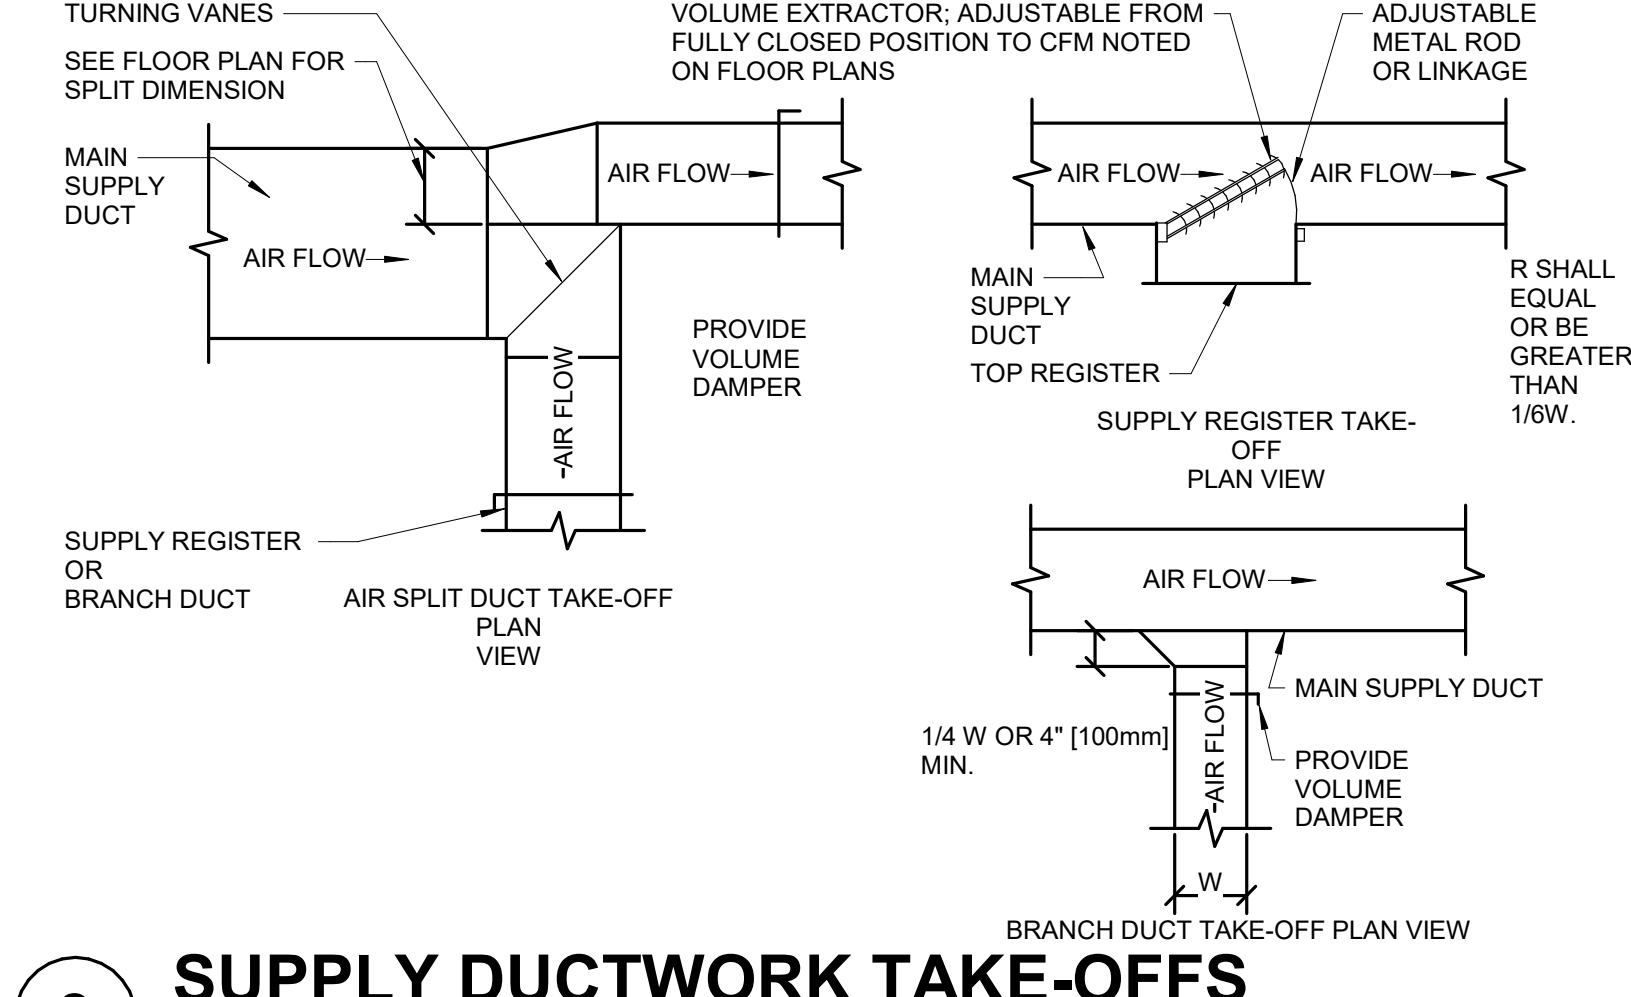 TURNING VANES
SEE FLOOR PLAN FOR
SPLIT DIMENSION
MAIN
SUPPLY
DUCT
AIR FLOW
AIR FLOW
AIR FLOW
PROVIDE
VOLUME
DAMPER
SUPPLY REGISTER
OR
BRANCH DUCT
AIR SPLIT DUCT TAKE-OFF
PLAN
VIEW
VOLUME EXTRACTOR; ADJUSTABLE FROM
FULLY CLOSED POSITION TO CFM NOTED
ON FLOOR PLANS
ADJUSTABLE
METAL ROD
OR LINKAGE
AIR FLOW
AIR FLOW
MAIN
SUPPLY
DUCT
TOP REGISTER
R SHALL
EQUAL
OR BE
GREATER
THAN
1/6W.
SUPPLY REGISTER TAKE-
OFF
PLAN VIEW
AIR FLOW
MAIN SUPPLY DUCT
1/4 W OR 4" [100mm]
MIN.
AIR FLOW
PROVIDE
VOLUME
DAMPER
W
BRANCH DUCT TAKE-OFF PLAN VIEW
SUPPLY DUCTWORK TAKE-OFFS